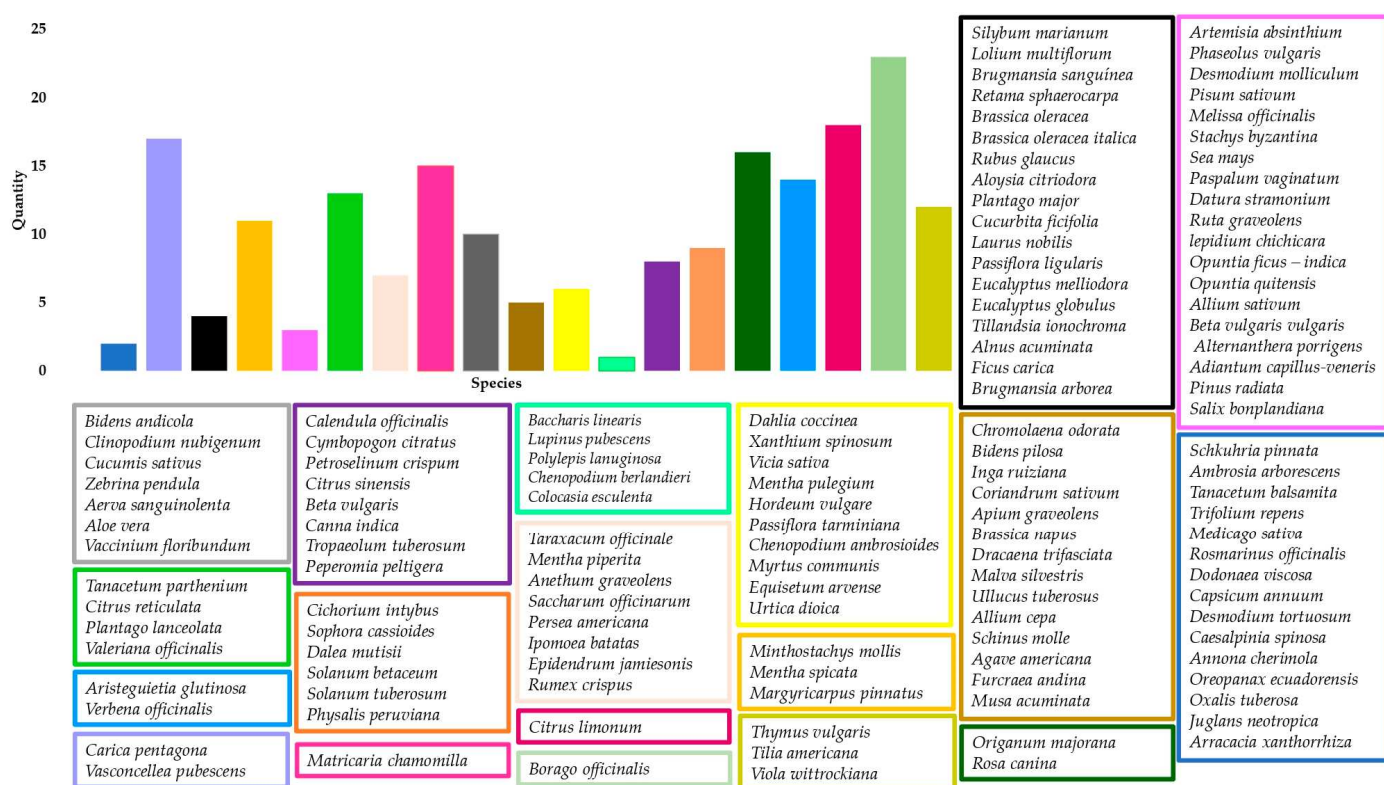 25
20
15
10
5
0
Quantity
Species
Bidens andicola
Clinopodium nubigenum
Cucumis sativus
Zebrina pendula
Aerva sanguinolenta
Aloe vera
Vaccinium floribundum
Tanacetum parthenium
Citrus reticulata
Plantago lanceolata
Valeriana officinalis
Aristeguietia glutinosa
Verbena officinalis
Carica pentagona
Vasconcellea pubescens
Calendula officinalis
Cymbopogon citratus
Petroselinum crispum
Citrus sinensis
Beta vulgaris
Canna indica
Tropaeolum tuberosum
Peperomia peltigera
Cichorium intybus
Sophora cassioides
Dalea mutisii
Solanum betaceum
Solanum tuberosum
Physalis peruviana
Matricaria chamomilla
Baccharis linearis
Lupinus pubescens
Polylepis lanuginosa
Chenopodium berlandieri
Colocasia esculenta
Taraxacum officinale
Mentha piperita
Anethum graveolens
Saccharum officinarum
Persea americana
Ipomoea batatas
Epidendrum jamiesonis
Rumex crispus
Citrus limonum
Borago officinalis
Dahlia coccinea
Xanthium spinosum
Vicia sativa
Mentha pulegium
Hordeum vulgare
Passiflora tarminiana
Chenopodium ambrosioides
Myrtus communis
Equisetum arvense
Urtica dioica
Minthostachys mollis
Mentha spicata
Margyricarpus pinnatus
Thymus vulgaris
Tilia americana
Viola wittrockiana
Silybum marianum
Lolium multiflorum
Brugmansia sanguínea
Retama sphaerocarpa
Brassica oleracea
Brassica oleracea italica
Rubus glaucus
Aloysia citriodora
Plantago major
Cucurbita ficifolia
Laurus nobilis
Passiflora ligularis
Eucalyptus melliodora
Eucalyptus globulus
Tillandsia ionochroma
Alnus acuminata
Ficus carica
Brugmansia arborea
Chromolaena odorata
Bidens pilosa
Inga ruiziana
Coriandrum sativum
Apium graveolens
Brassica napus
Dracaena trifasciata
Malva silvestris
Ullucus tuberosus
Allium cepa
Schinus molle
Agave americana
Furcraea andina
Musa acuminata
Origanum majorana
Rosa canina
Artemisia absinthium
Phaseolus vulgaris
Desmodium molliculum
Pisum sativum
Melissa officinalis
Stachys byzantina
Sea mays
Paspalum vaginatum
Datura stramonium
Ruta graveolens
lepidium chichicara
Opuntia ficus – indica
Opuntia quitensis
Allium sativum
Beta vulgaris vulgaris
Alternanthera porrigens
Adiantum capillus-veneris
Pinus radiata
Salix bonplandiana
Schkuhria pinnata
Ambrosia arborescens
Tanacetum balsamita
Trifolium repens
Medicago sativa
Rosmarinus officinalis
Dodonaea viscosa
Capsicum annuum
Desmodium tortuosum
Caesalpinia spinosa
Annona cherimola
Oreopanax ecuadorensis
Oxalis tuberosa
Juglans neotropica
Arracacia xanthorrhiza